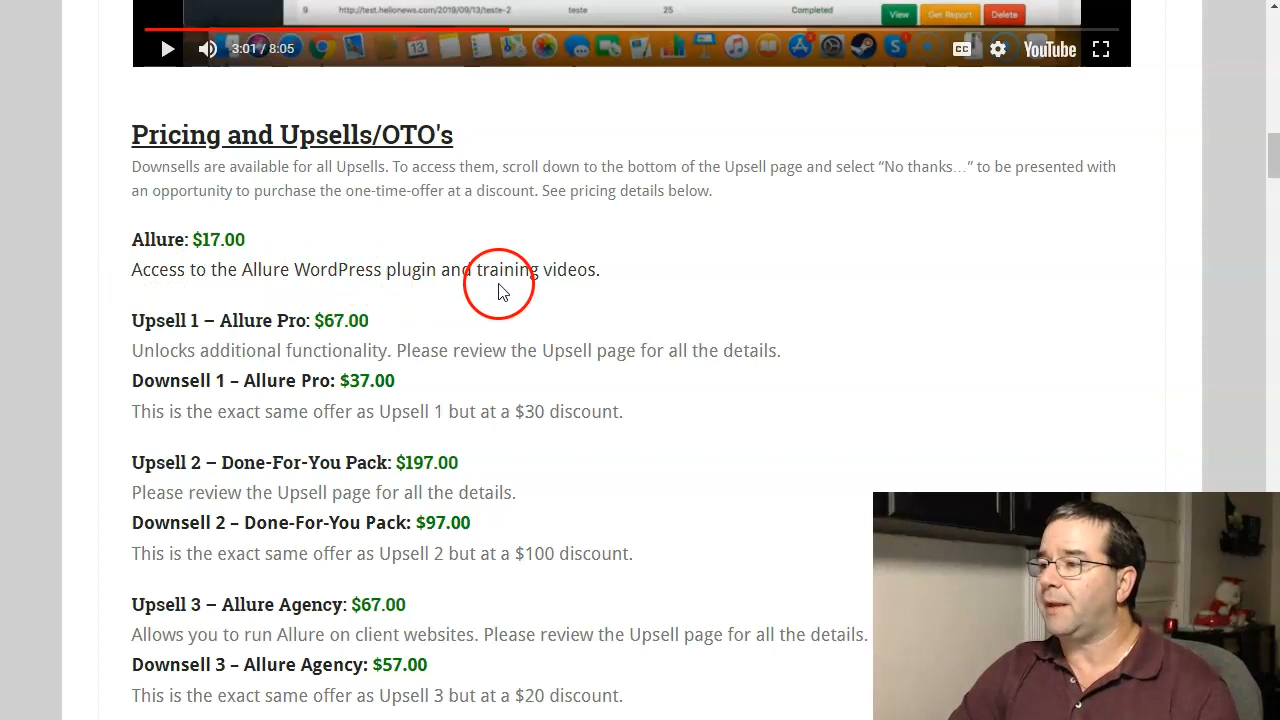 9 http://test.helionews.com/2019/09/13/teste-2 teste 25 Completed View Get Report Delete
3:01 / 8:05 CC YouTube
13
Pricing and Upsells/OTO's
Downsells are available for all Upsells. To access them, scroll down to the bottom of the Upsell page and select “No thanks…” to be presented with
an opportunity to purchase the one-time-offer at a discount. See pricing details below.
Allure: $17.00
Access to the Allure WordPress plugin and training videos.
Upsell 1 – Allure Pro: $67.00
Unlocks additional functionality. Please review the Upsell page for all the details.
Downsell 1 – Allure Pro: $37.00
This is the exact same offer as Upsell 1 but at a $30 discount.
Upsell 2 – Done-For-You Pack: $197.00
Please review the Upsell page for all the details.
Downsell 2 – Done-For-You Pack: $97.00
This is the exact same offer as Upsell 2 but at a $100 discount.
Upsell 3 – Allure Agency: $67.00
Allows you to run Allure on client websites. Please review the Upsell page for all the details.
Downsell 3 – Allure Agency: $57.00
This is the exact same offer as Upsell 3 but at a $20 discount.